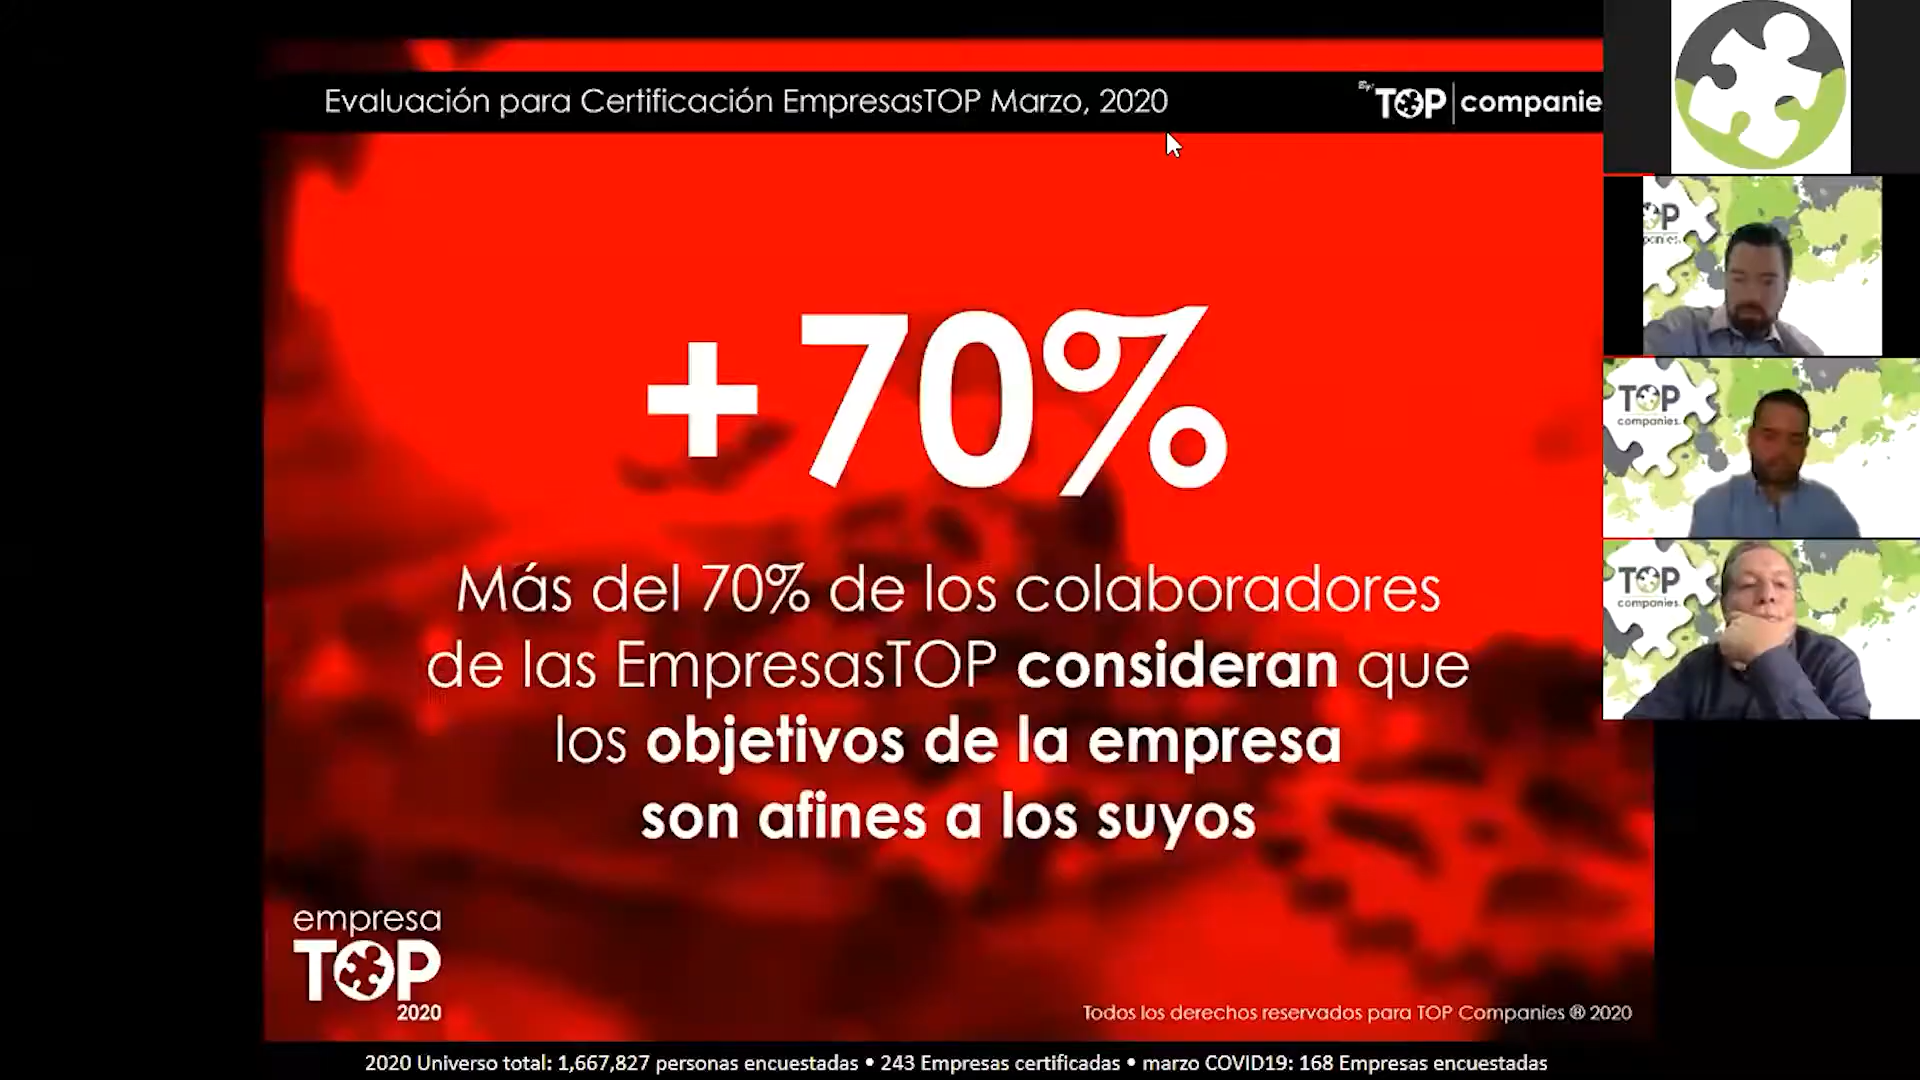 Evaluación para Certificación EmpresasTOP Marzo, 2020
By: TOP companie
+70%
Más del 70% de los colaboradores
de las EmpresasTOP consideran que
los objetivos de la empresa
son afines a los suyos
empresa
TOP
2020
Todos los derechos reservados para TOP Companies ® 2020
2020 Universo total: 1,667,827 personas encuestadas • 243 Empresas certificadas • marzo COVID19: 168 Empresas encuestadas
TOP
companies.
TOP
companies.